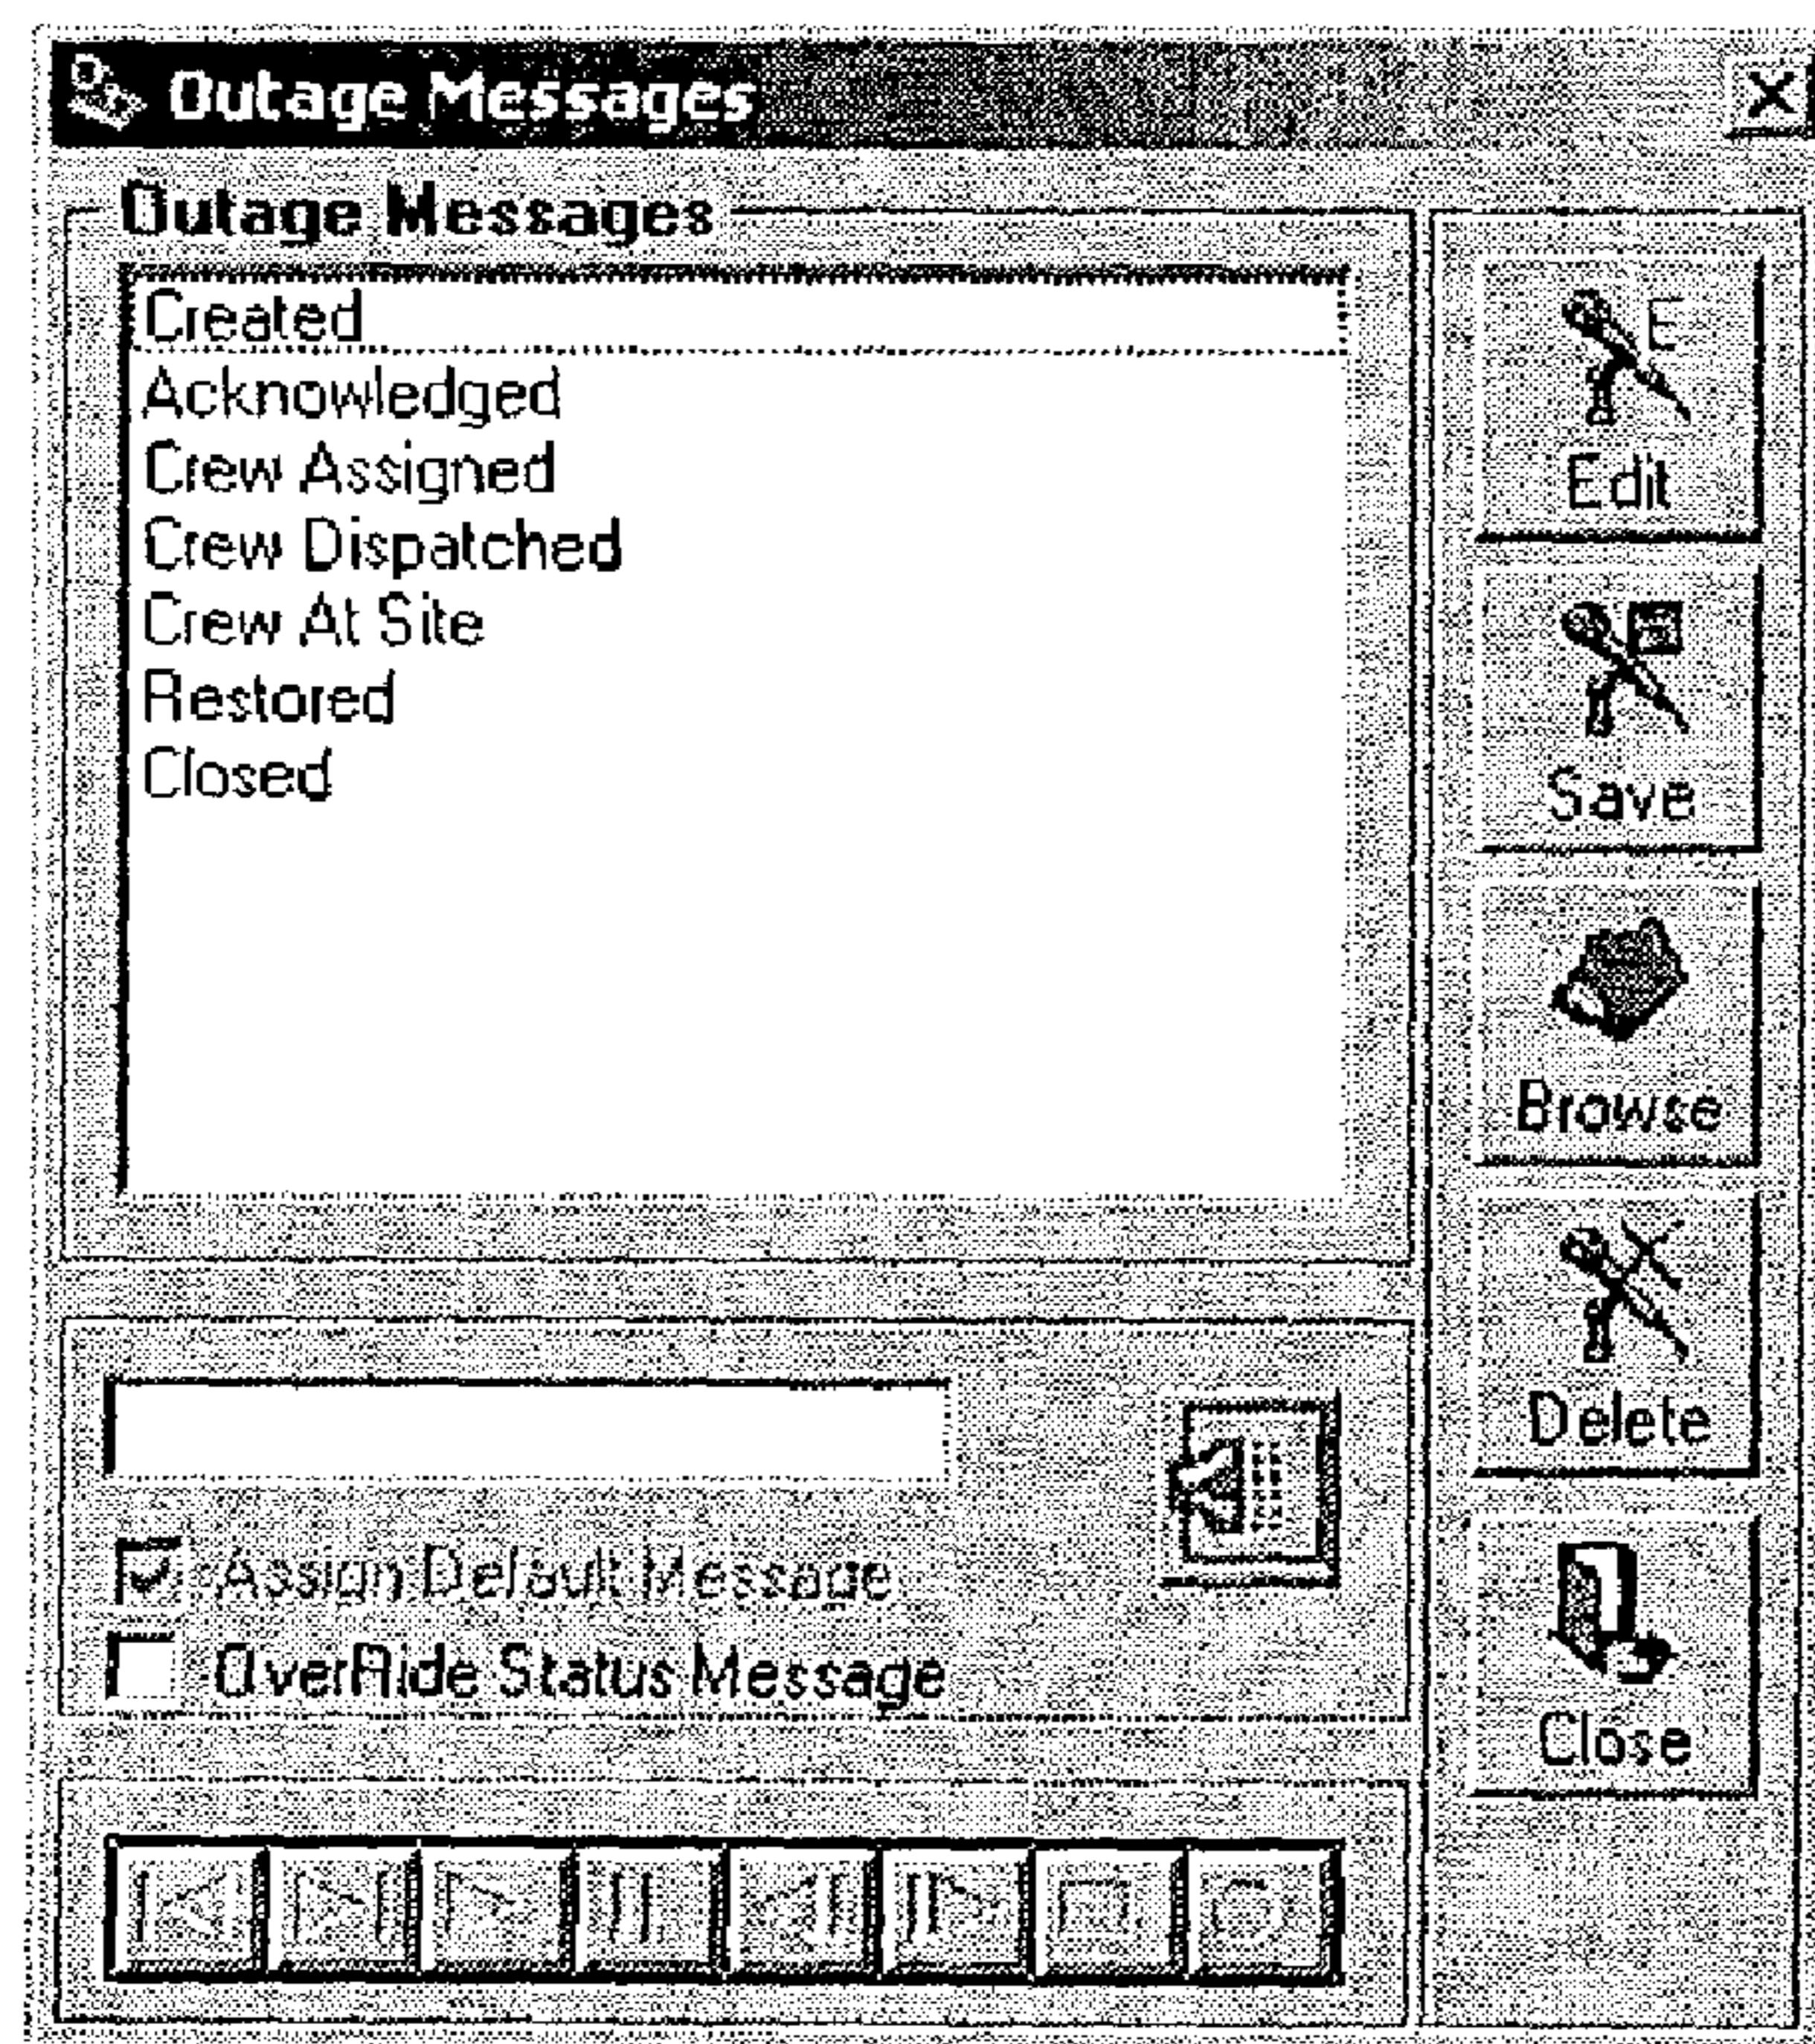 Outage Messages
Outage Messages
Created
Acknowledged
Crew Assigned
Crew Dispatched
Crew At Site
Restored
Closed
Assign Default Message
OverRide Status Message
E
Edit
Save
Browse
Delete
Close